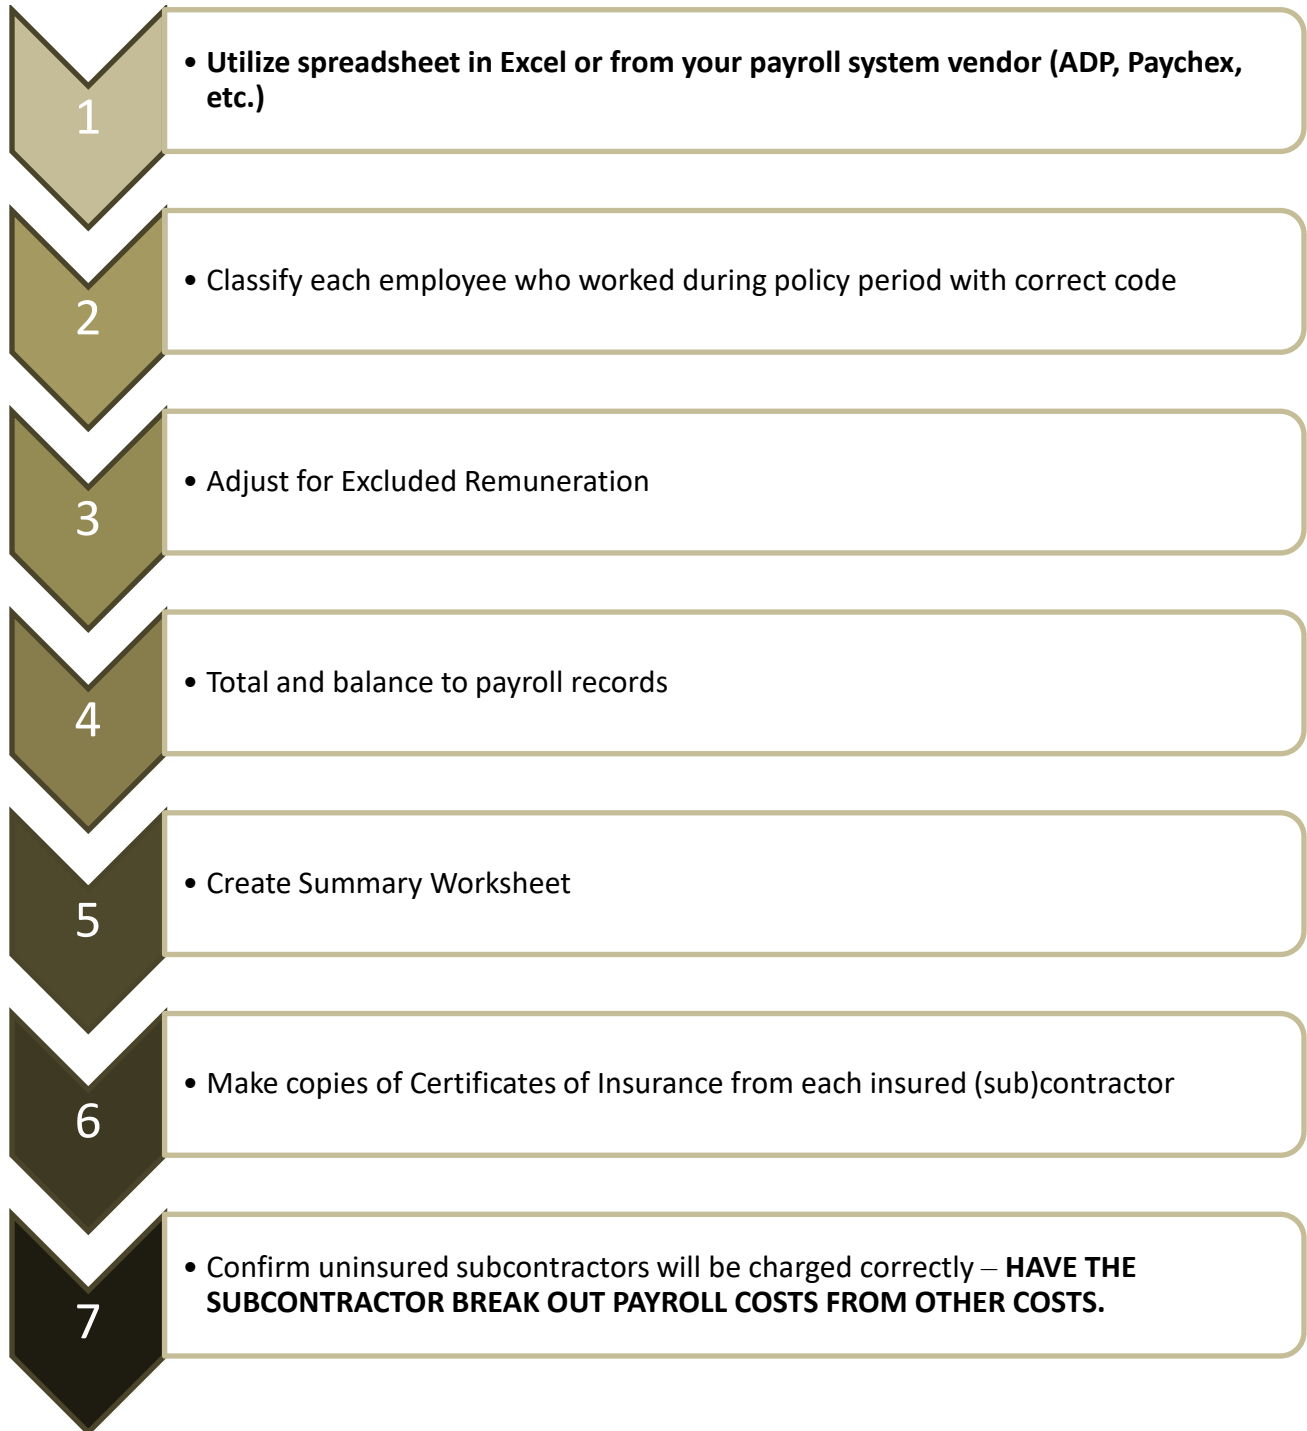 1
• Utilize spreadsheet in Excel or from your payroll system vendor (ADP, Paychex,
etc.)
2
• Classify each employee who worked during policy period with correct code
3
• Adjust for Excluded Remuneration
4
• Total and balance to payroll records
5
• Create Summary Worksheet
6
• Make copies of Certificates of Insurance from each insured (sub)contractor
7
• Confirm uninsured subcontractors will be charged correctly – HAVE THE
SUBCONTRACTOR BREAK OUT PAYROLL COSTS FROM OTHER COSTS.